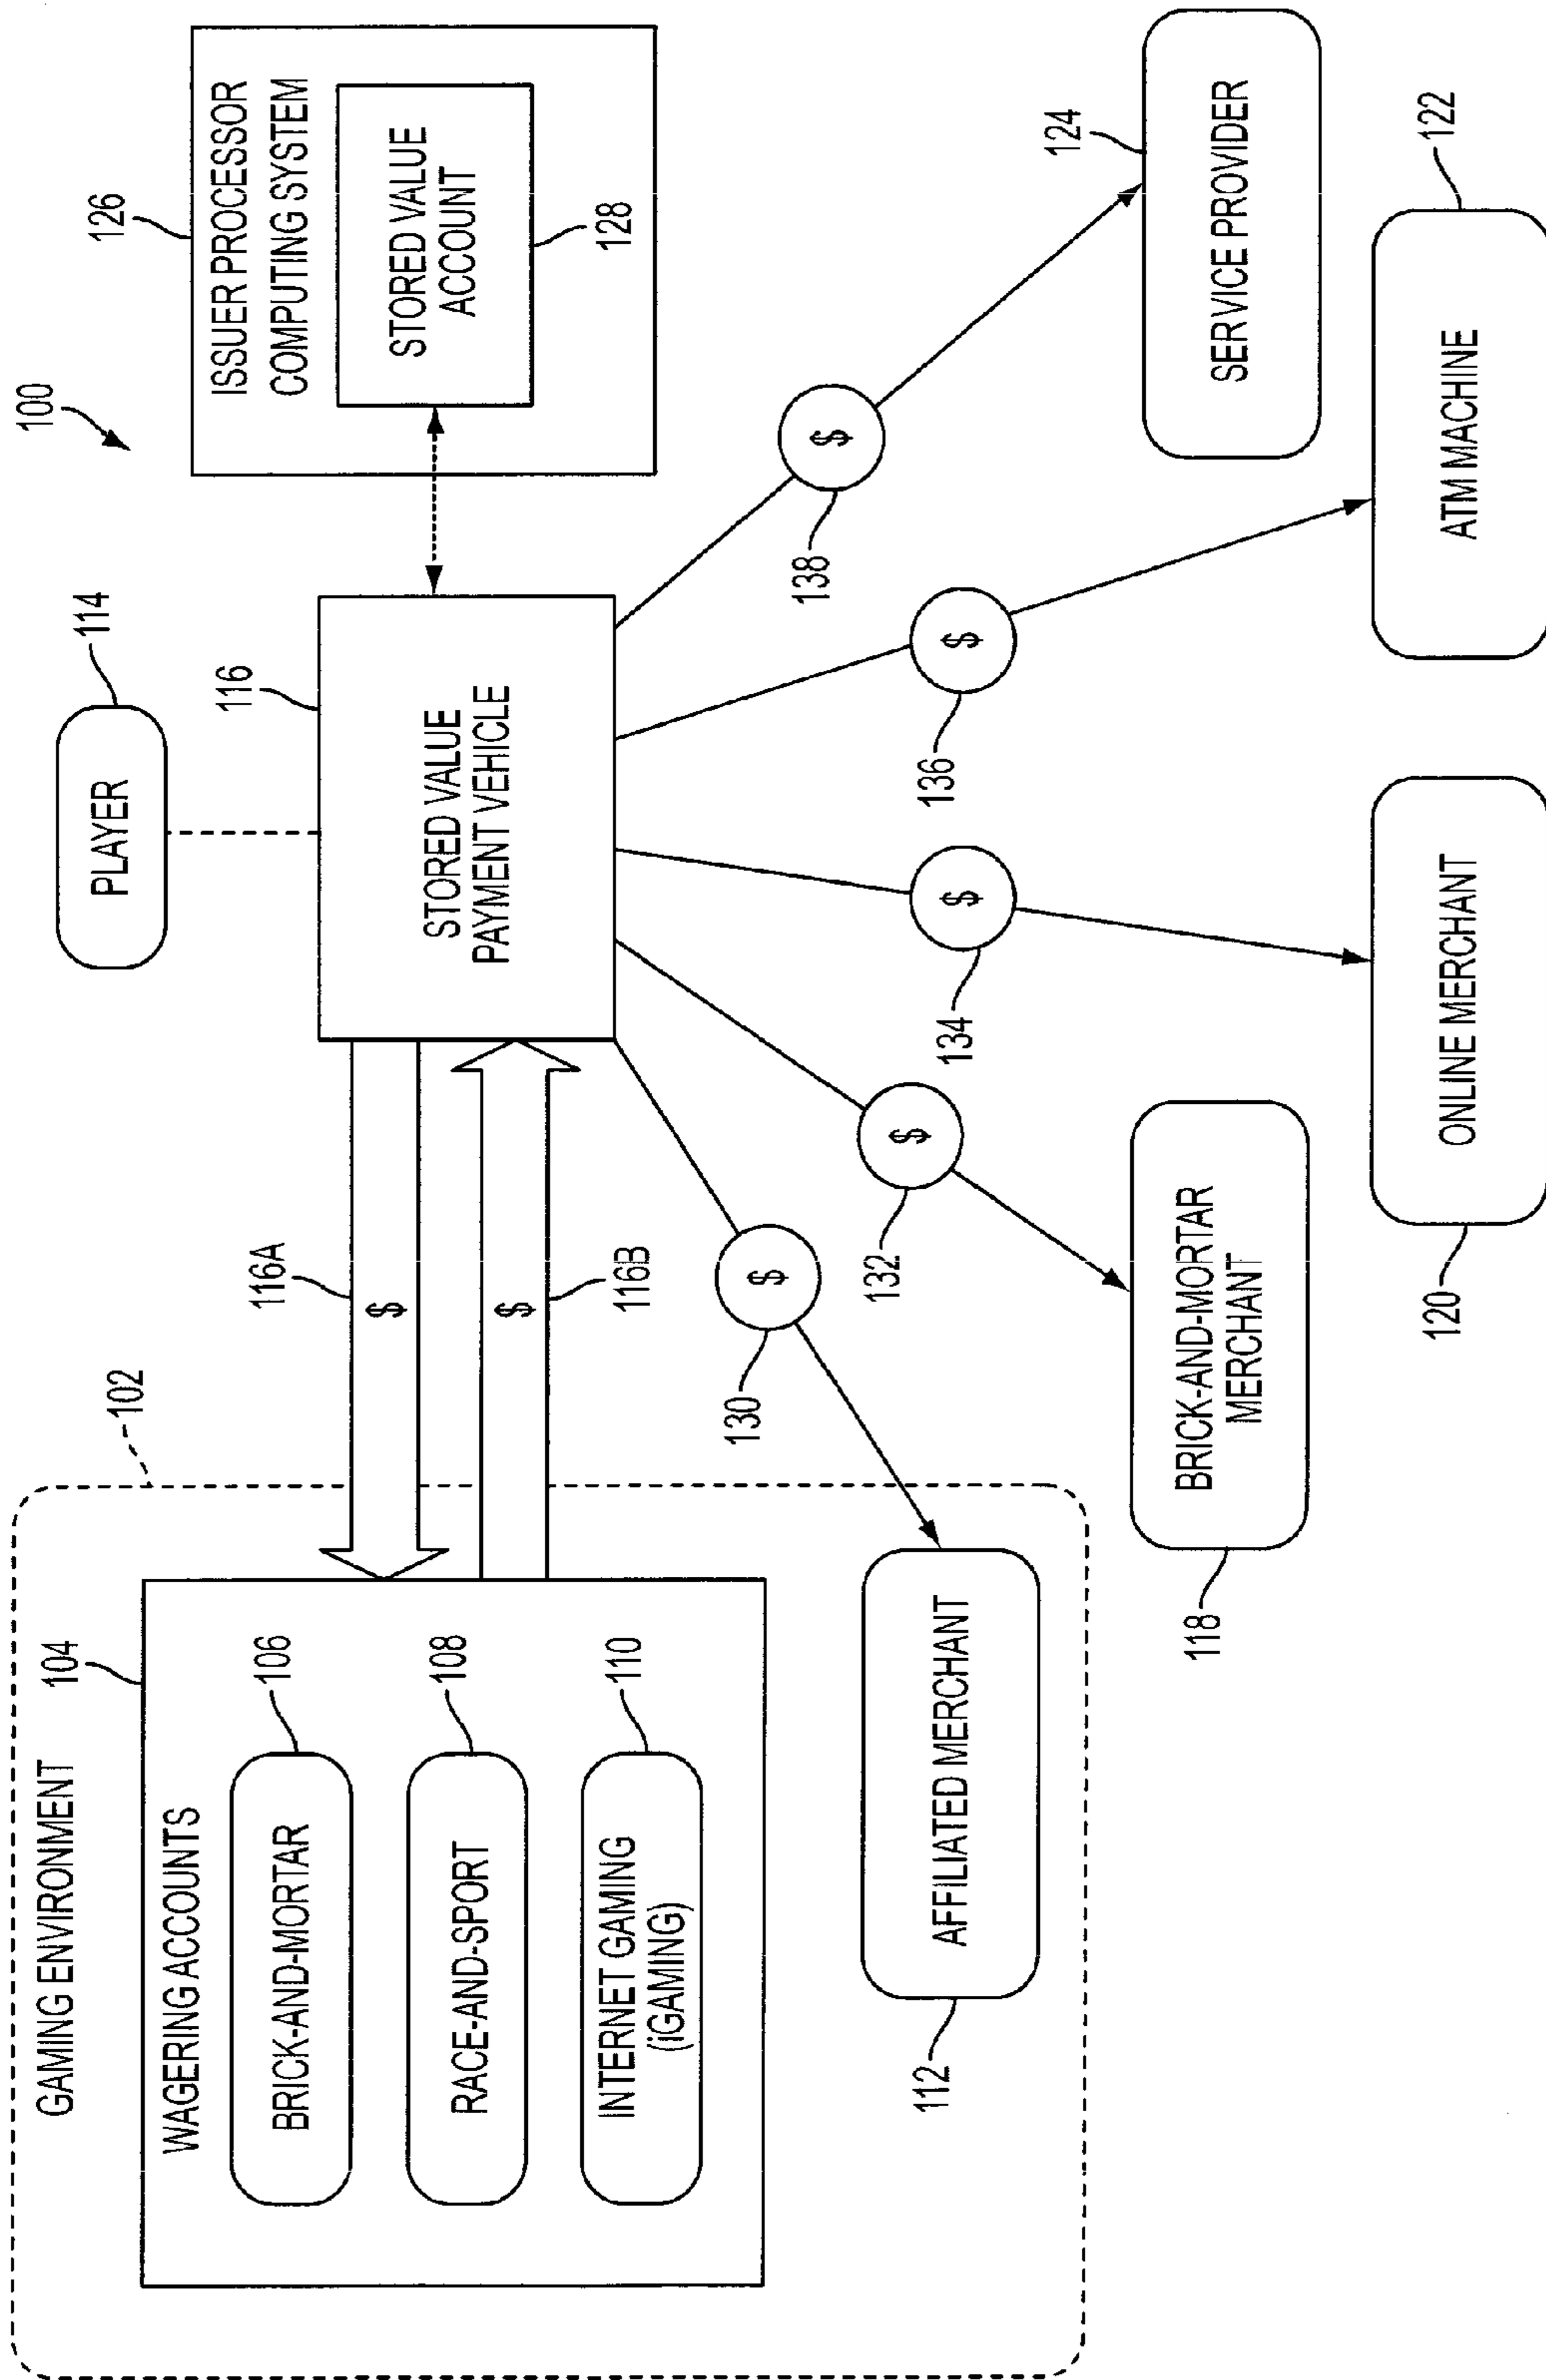 100
GAMING ENVIRONMENT
102
104
WAGERING ACCOUNTS
BRICK-AND-MORTAR
106
RACE-AND-SPORT
108
INTERNET GAMING
(iGAMING)
110
AFFILIATED MERCHANT
112
116A
$
$
116B
PLAYER
114
116
STORED VALUE
PAYMENT VEHICLE
126
ISSUER PROCESSOR
COMPUTING SYSTEM
STORED VALUE
ACCOUNT
128
$
130
$
132
$
134
$
136
$
138
BRICK-AND-MORTAR
MERCHANT
118
ONLINE MERCHANT
120
ATM MACHINE
122
SERVICE PROVIDER
124